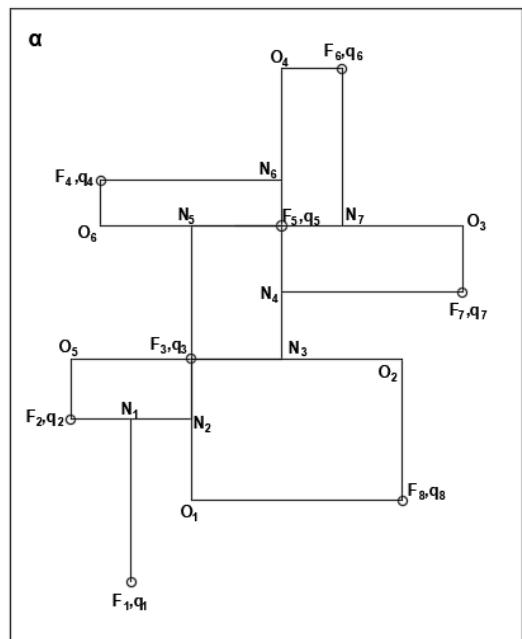 α
F₆,q₆
O₄
F₄,q₄
N₆
O₆
N₅
F₅,q₅
N₇
O₃
N₄
F₇,q₇
O₅
F₃,q₃
N₃
O₂
F₂,q₂
N₁
N₂
O₁
F₈,q₈
F₁,q₁